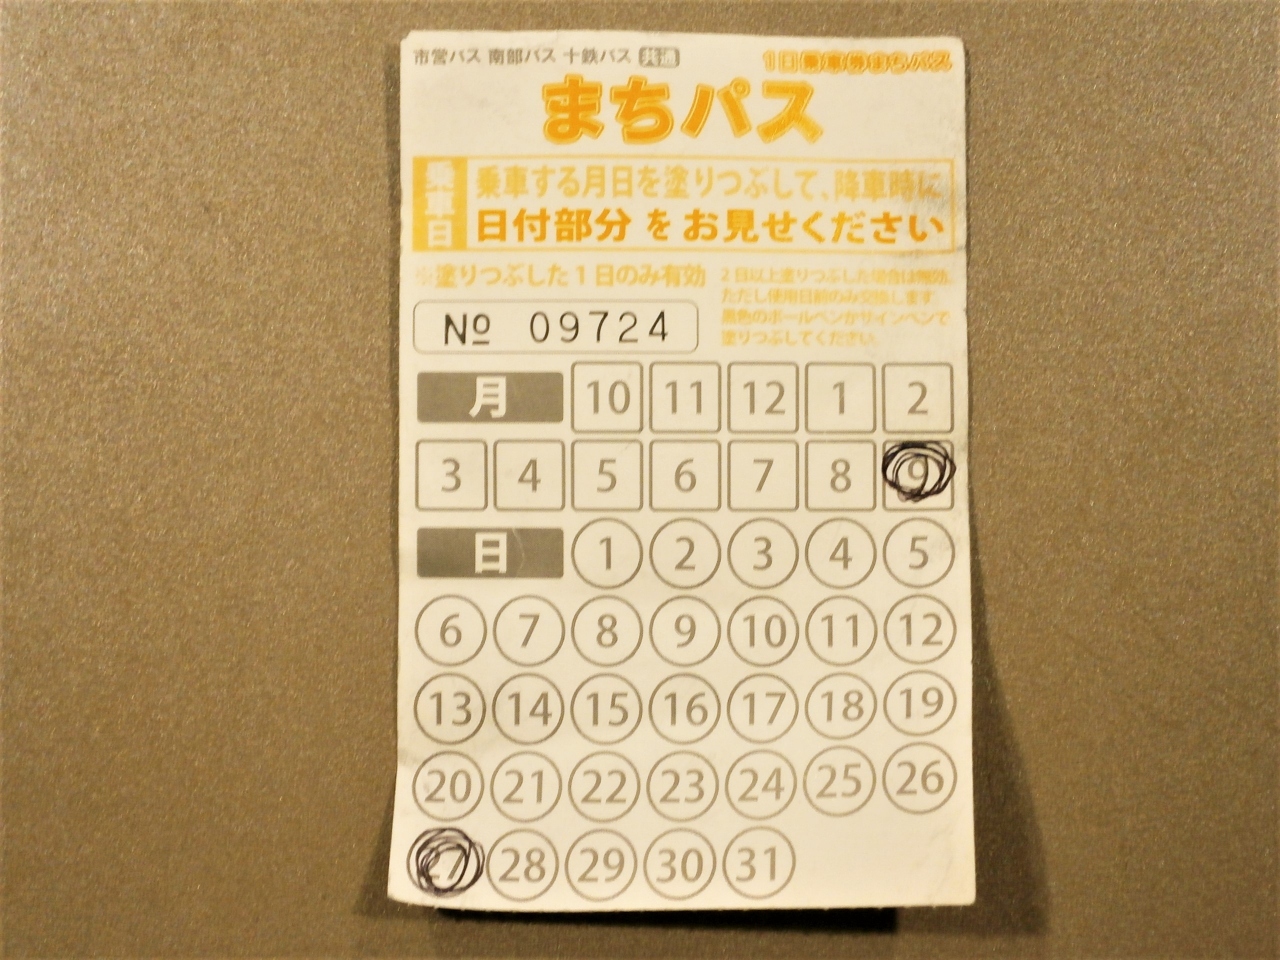 市営バス 南部バス 十鉄バス 共通
1日乗車券まちパス
まちパス
乗車日
乗車する月日を塗りつぶして、降車時に
日付部分をお見せください
※塗りつぶした1日のみ有効
2日以上塗りつぶした場合は無効。
ただし使用日前のみ交換します
黒色のボールペンかサインペンで
塗りつぶしてください。
№ 09724
月 10 11 12 1 2
3 4 5 6 7 8 9
日 1 2 3 4 5
6 7 8 9 10 11 12
13 14 15 16 17 18 19
20 21 22 23 24 25 26
27 28 29 30 31